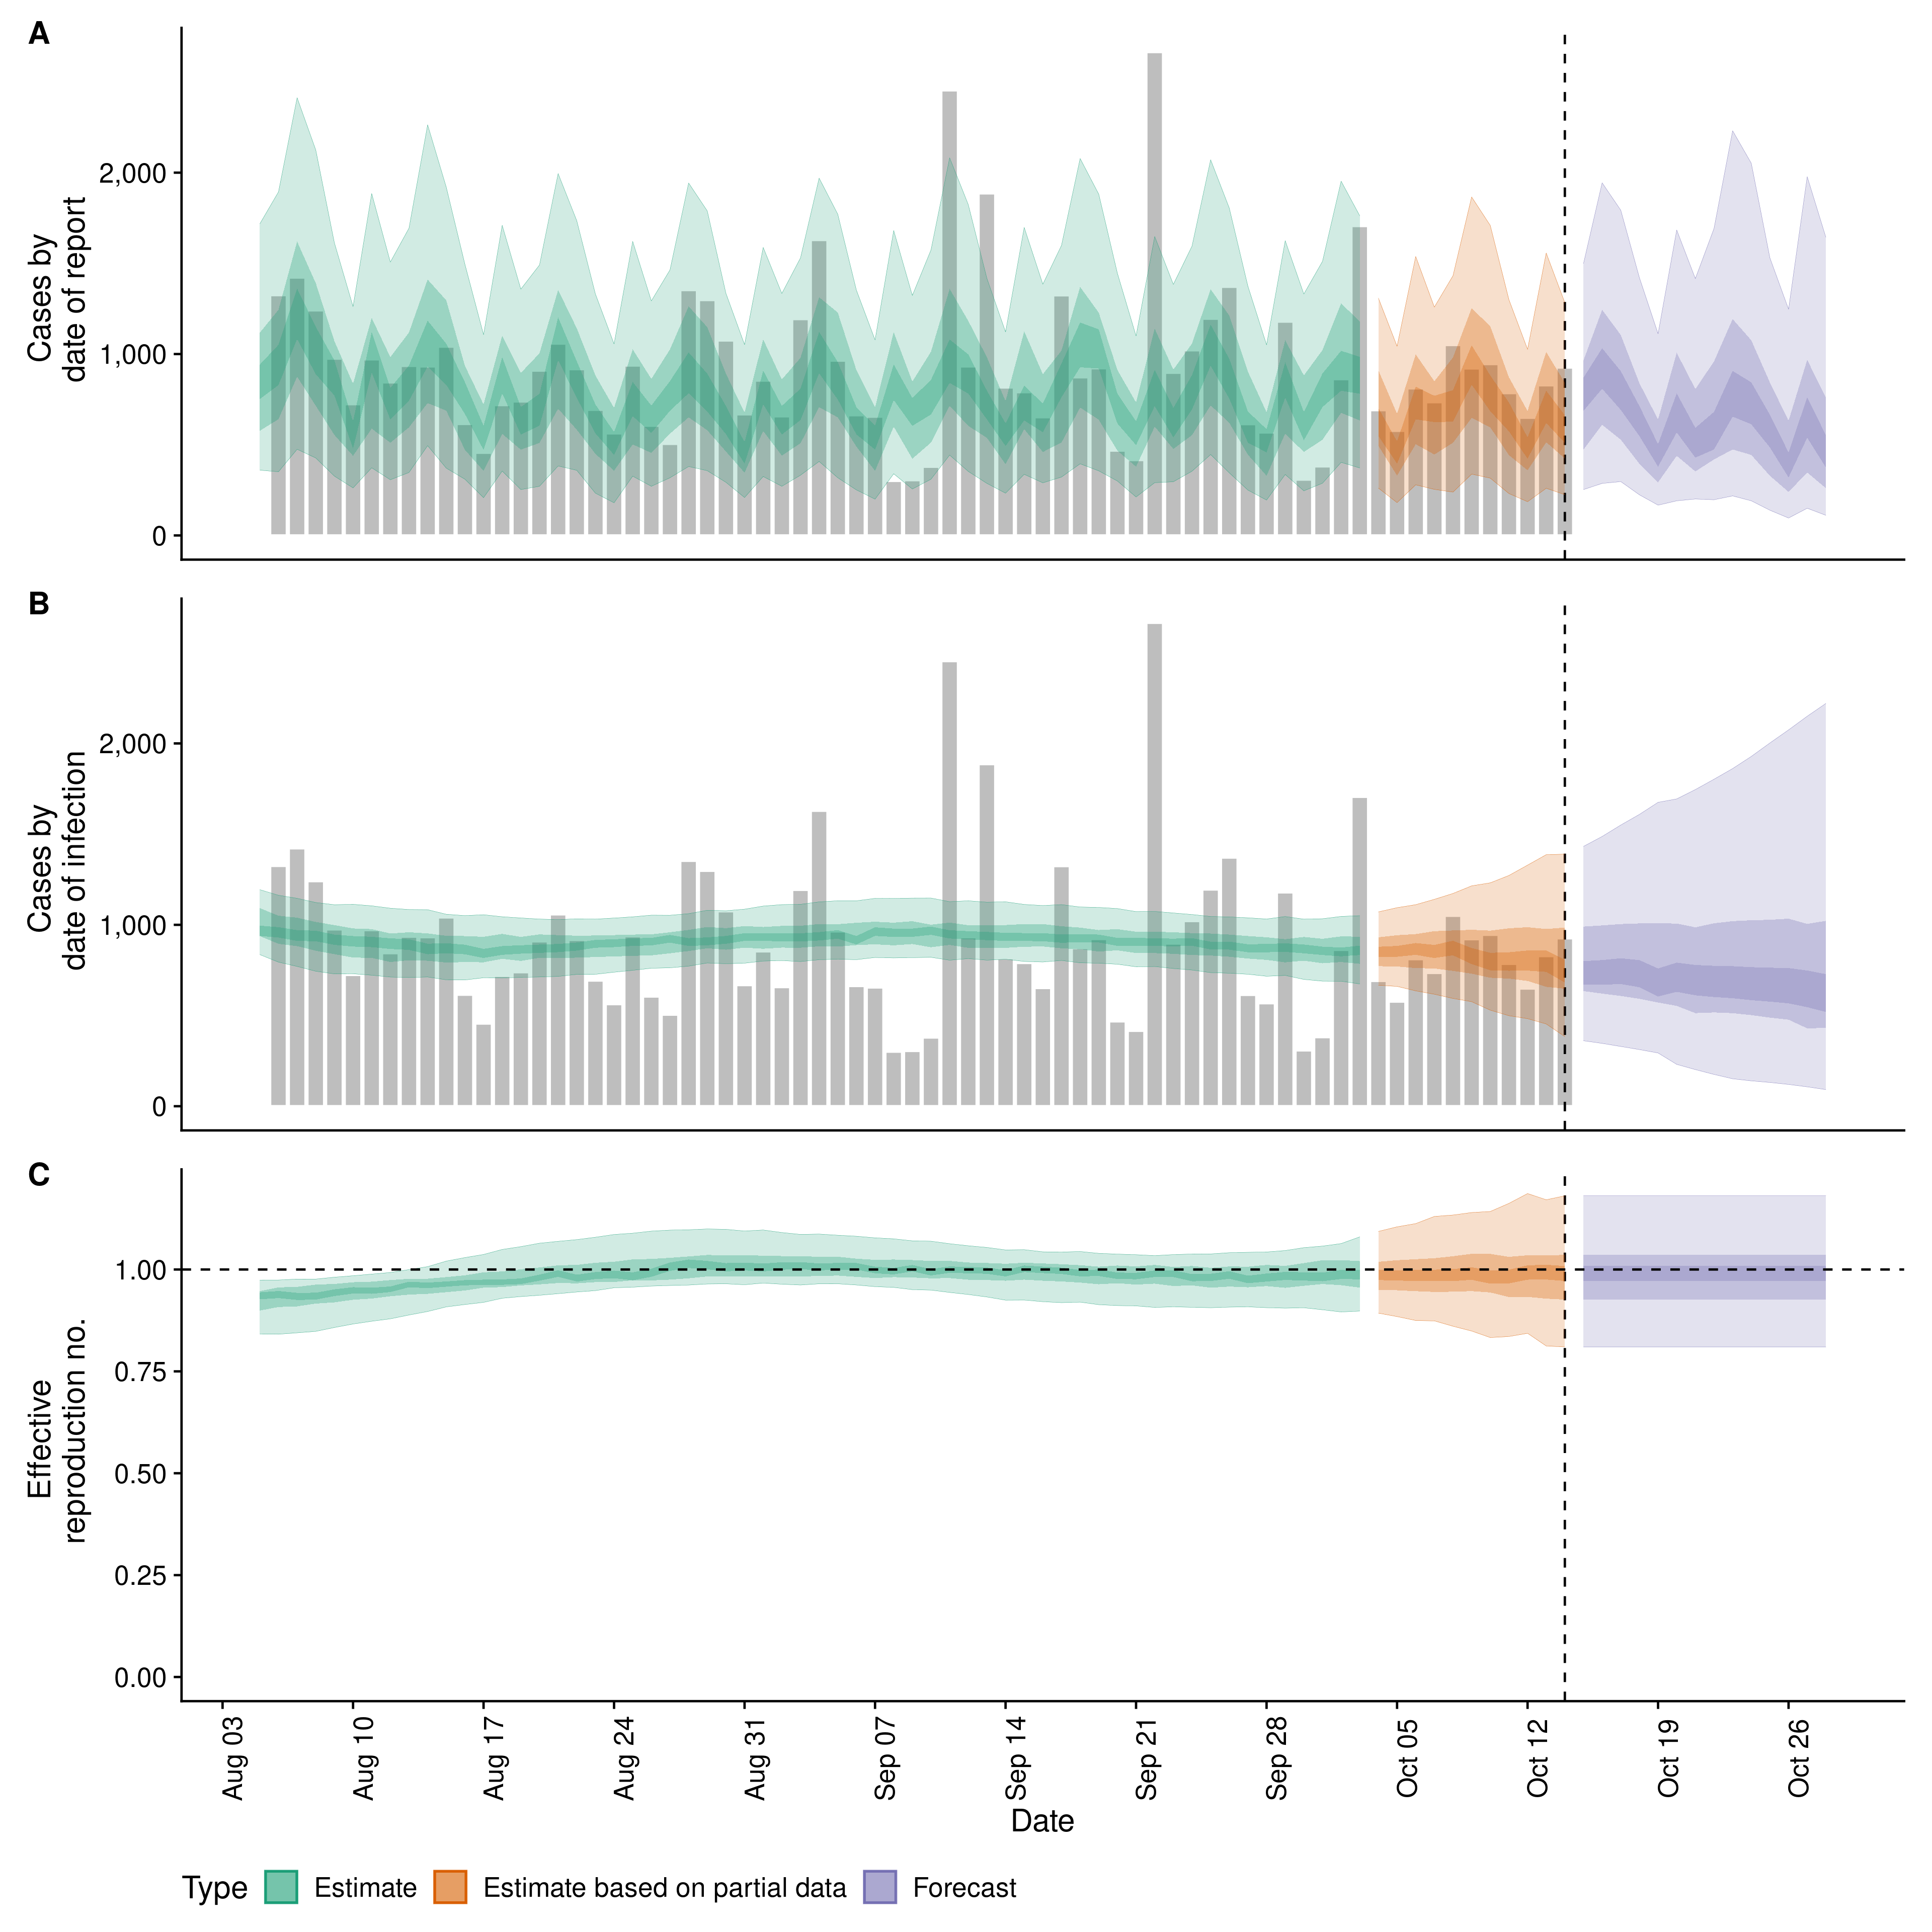 A
Cases by
date of report
2,000
1,000
0
B
Cases by
date of infection
2,000
1,000
0
C
Effective
reproduction no.
1.00
0.75
0.50
0.25
0.00
Aug 03
Aug 10
Aug 17
Aug 24
Aug 31
Sep 07
Sep 14
Sep 21
Sep 28
Oct 05
Oct 12
Oct 19
Oct 26
Date
Type Estimate Estimate based on partial data Forecast